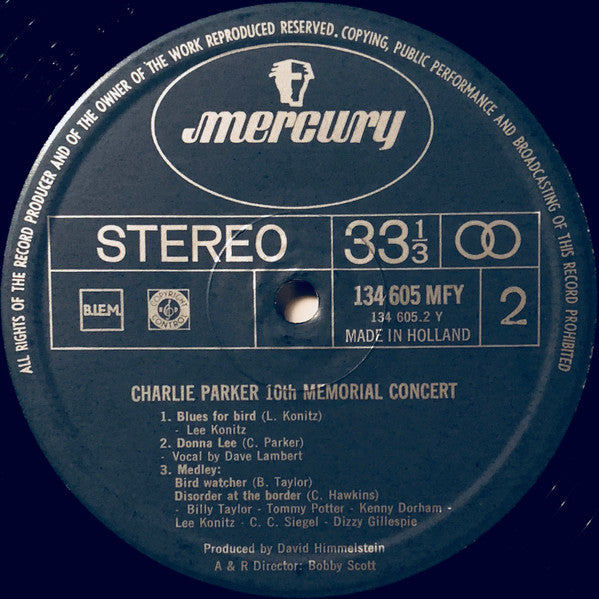 ALL RIGHTS OF THE RECORD PRODUCER AND OF THE OWNER OF THE WORK REPRODUCED RESERVED. COPYING, PUBLIC PERFORMANCE AND BROADCASTING OF THIS RECORD PROHIBITED
mercury
STEREO 33 1/3
B.I.E.M. COPYRIGHT CONTROL 134 605 MFY 2
134 605.2 Y
MADE IN HOLLAND
CHARLIE PARKER 10th MEMORIAL CONCERT
1. Blues for bird (L. Konitz)
- Lee Konitz
2. Donna Lee (C. Parker)
- Vocal by Dave Lambert
3. Medley:
Bird watcher (B. Taylor)
Disorder at the border (C. Hawkins)
- Billy Taylor - Tommy Potter - Kenny Dorham -
Lee Konitz - C. C. Siegel - Dizzy Gillespie
Produced by David Himmelstein
A & R Director: Bobby Scott